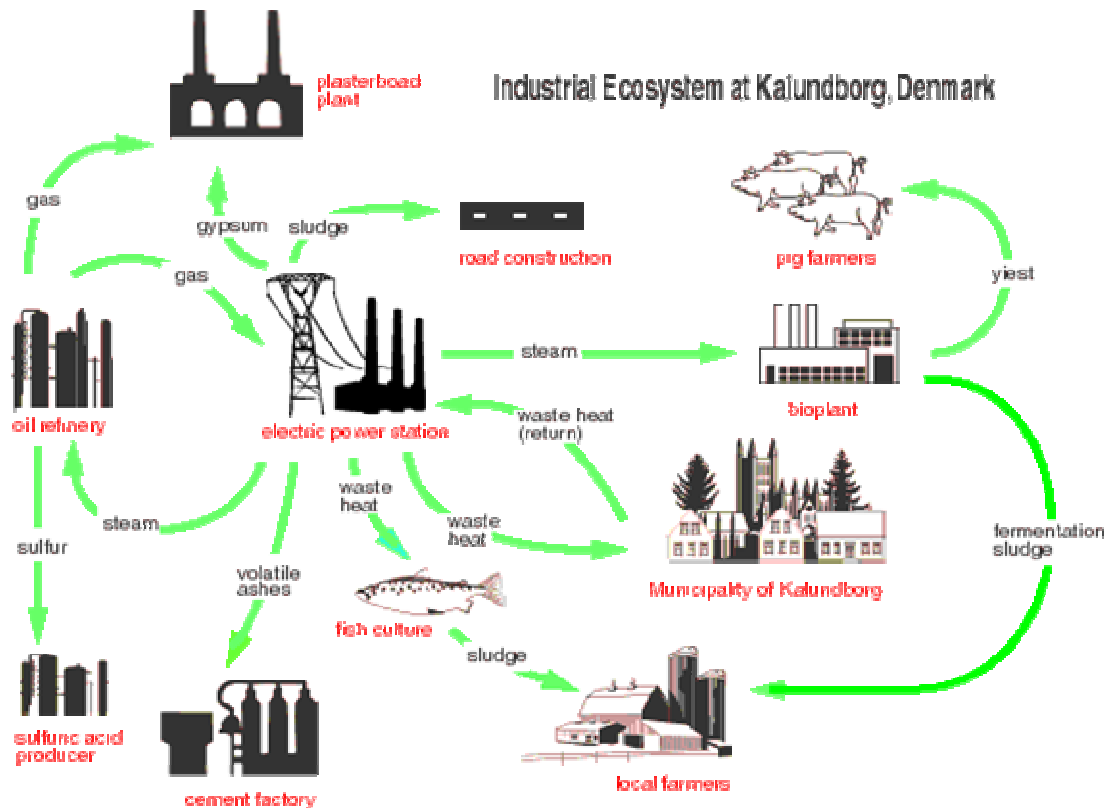 Industrial Ecosystem at Kalundborg, Denmark
plasterboad
plant
gas
gypsum
sludge
road construction
pig farmers
yiest
gas
steam
bioplant
oil refinery
electric power station
waste heat
(return)
waste
heat
waste
heat
steam
sulfur
volatile
ashes
fermentation
sludge
Municipality of Kalundborg
fish culture
sludge
sulfuric acid
producer
cement factory
local farmers